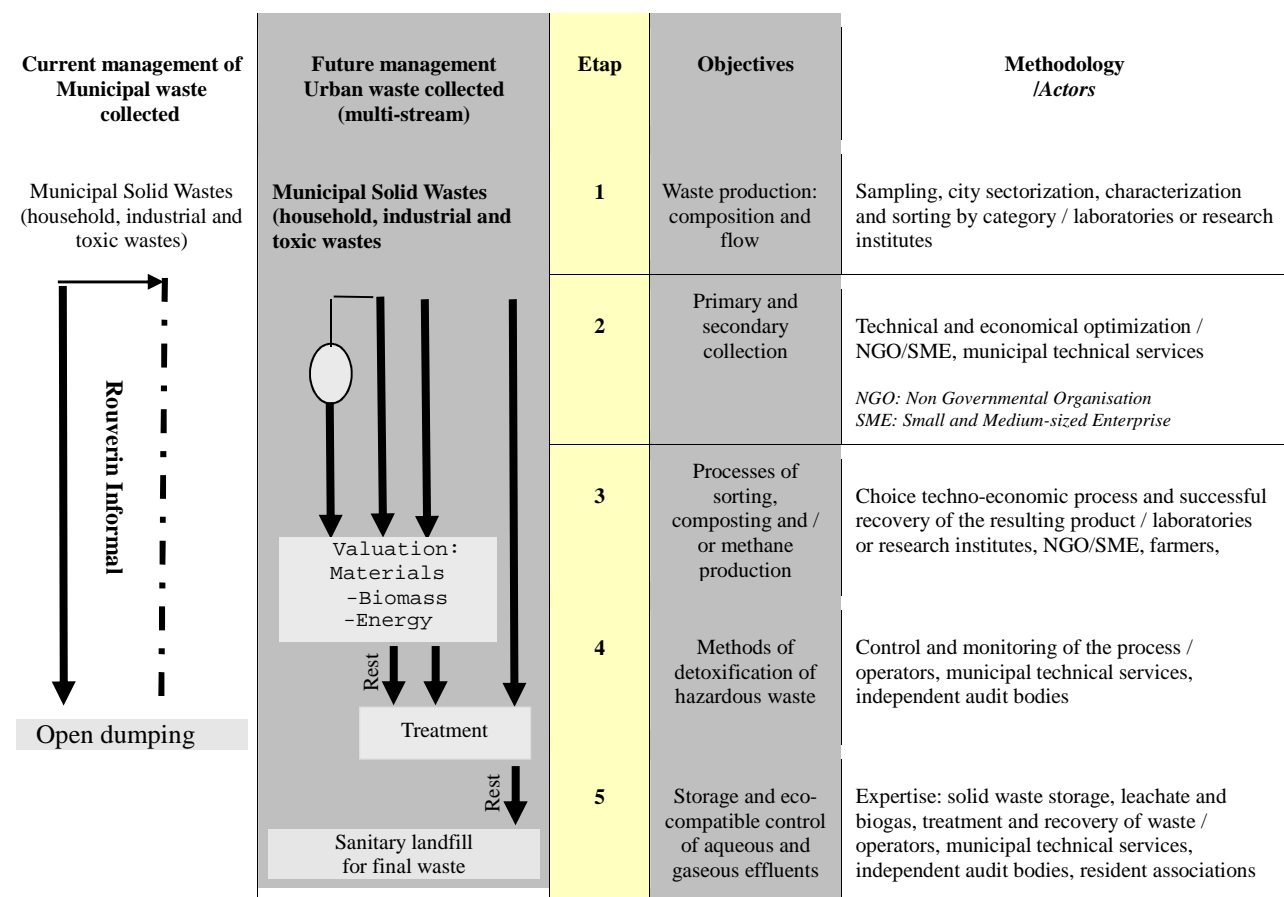 Current management of
Municipal waste
collected
Future management
Urban waste collected
(multi-stream)
Etap
Objectives
Methodology
/Actors
Municipal Solid Wastes
(household, industrial and
toxic wastes)
Municipal Solid Wastes
(household, industrial and
toxic wastes
1
Waste production:
composition and
flow
Sampling, city sectorization, characterization
and sorting by category / laboratories or research
institutes
Rouverin Informal
2
Primary and
secondary
collection
Technical and economical optimization /
NGO/SME, municipal technical services
NGO: Non Governmental Organisation
SME: Small and Medium-sized Enterprise
Valuation:
Materials
-Biomass
-Energy
3
Processes of
sorting,
composting and /
or methane
production
Choice techno-economic process and successful
recovery of the resulting product / laboratories
or research institutes, NGO/SME, farmers,
Rest
Open dumping
Treatment
4
Methods of
detoxification of
hazardous waste
Control and monitoring of the process /
operators, municipal technical services,
independent audit bodies
Rest
Sanitary landfill
for final waste
5
Storage and eco-
compatible control
of aqueous and
gaseous effluents
Expertise: solid waste storage, leachate and
biogas, treatment and recovery of waste /
operators, municipal technical services,
independent audit bodies, resident associations